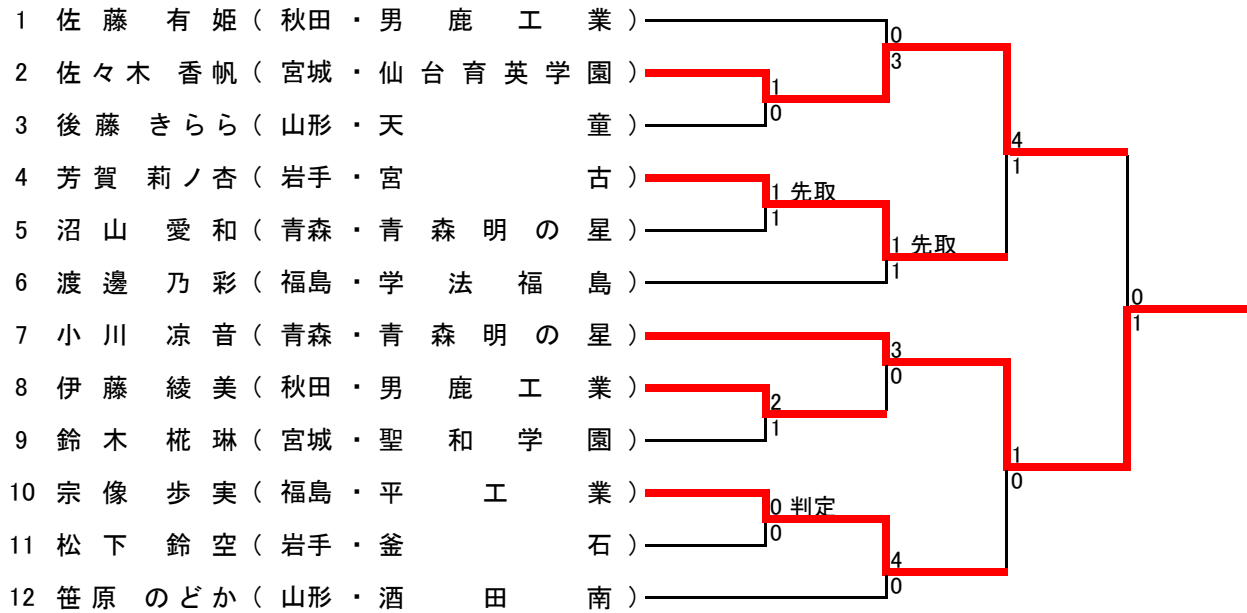 1 佐藤 有姫(秋田・男鹿工業)
0
2 佐々木 香帆(宮城・仙台育英学園)
3
1
3 後藤 きらら(山形・天童)
0
4
4 芳賀 莉ノ杏(岩手・宮古)
1
1 先取
5 沼山 愛和(青森・青森明の星)
1
1 先取
6 渡邊 乃彩(福島・学法福島)
1
0
7 小川 凉音(青森・青森明の星)
1
3
8 伊藤 綾美(秋田・男鹿工業)
0
2
9 鈴木 椛琳(宮城・聖和学園)
1
1
10 宗像 歩実(福島・平工業)
0
0 判定
11 松下 鈴空(岩手・釜石)
0
4
12 笹原 のどか(山形・酒田南)
0